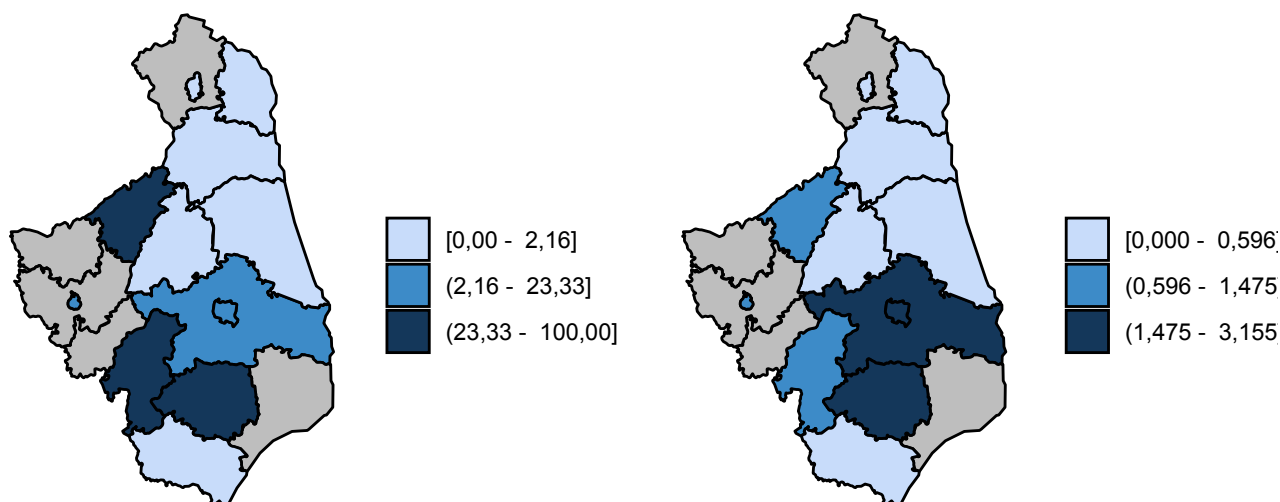 [0,00 - 2,16]
(2,16 - 23,33]
(23,33 - 100,00]
[0,000 - 0,596]
(0,596 - 1,475]
(1,475 - 3,155]